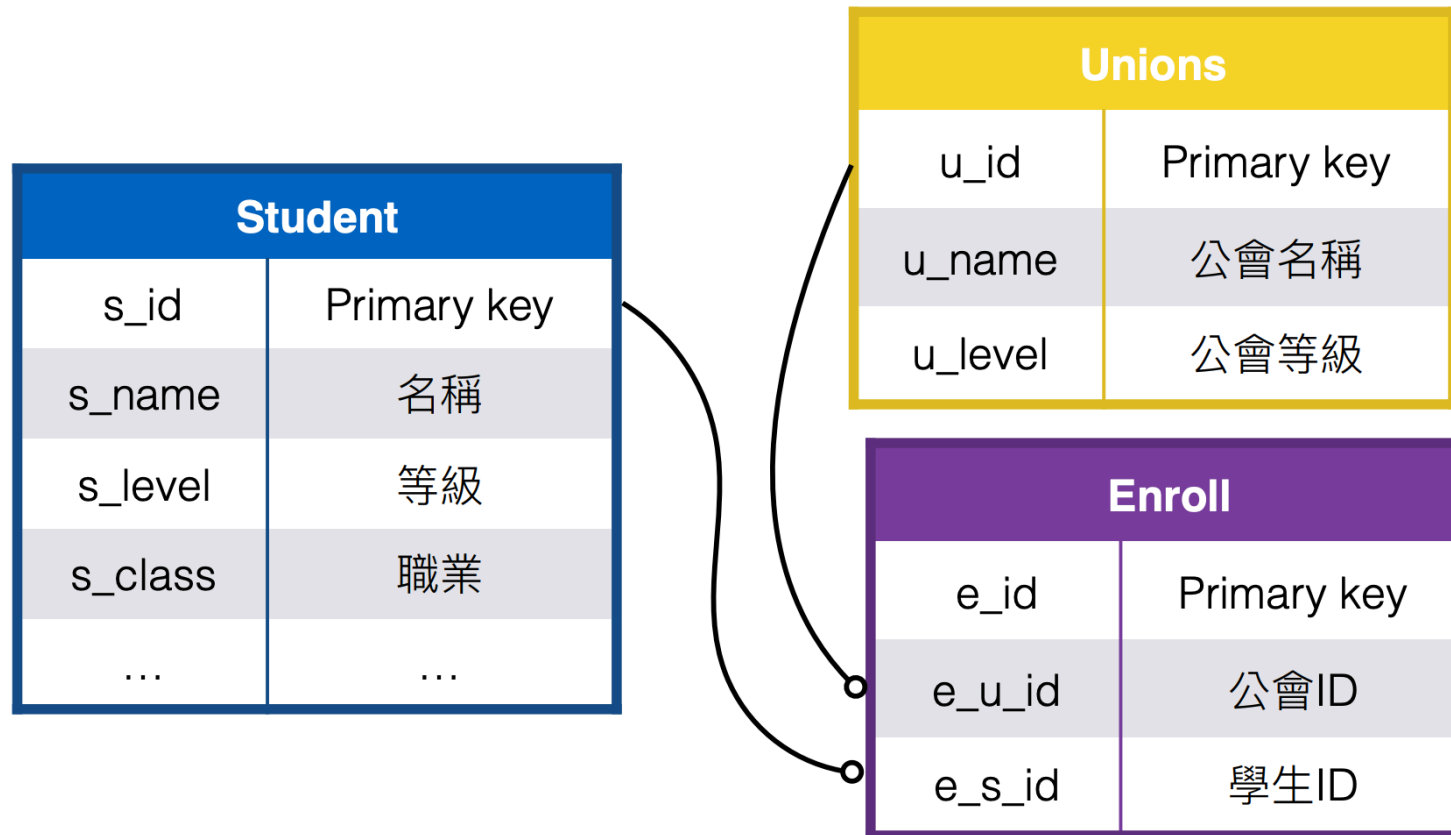 Student
s_id Primary key
s_name 名稱
s_level 等級
s_class 職業
… …
Unions
u_id Primary key
u_name 公會名稱
u_level 公會等級
Enroll
e_id Primary key
e_u_id 公會ID
e_s_id 學生ID